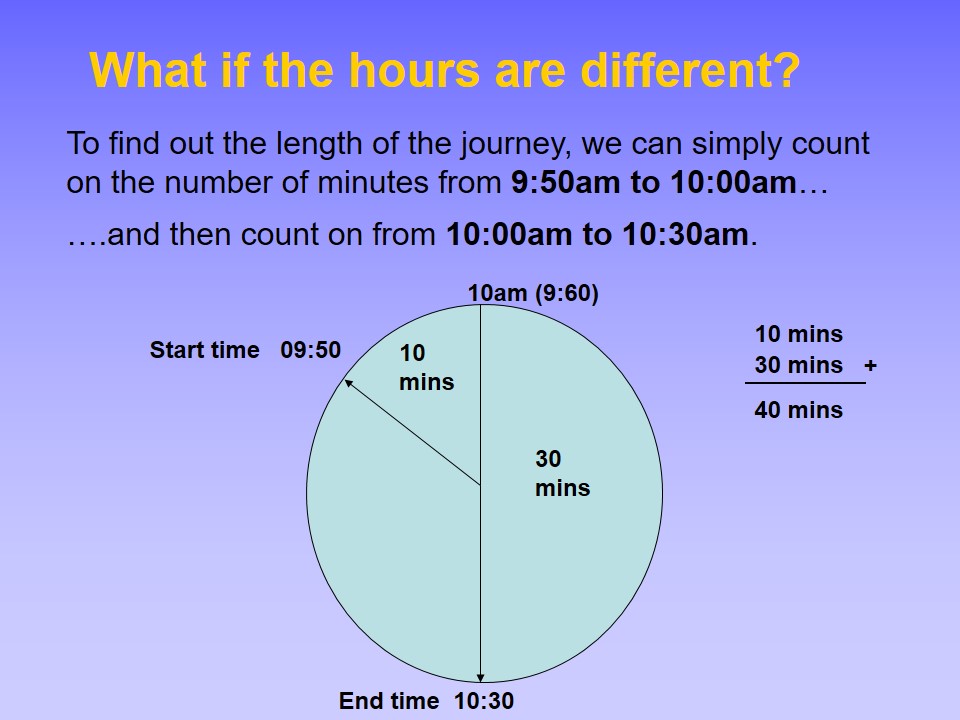 What if the hours are different?
To find out the length of the journey, we can simply count
on the number of minutes from 9:50am to 10:00am…
….and then count on from 10:00am to 10:30am.
10am (9:60)
Start time 09:50
10
mins
10 mins
30 mins +
40 mins
30
mins
End time 10:30